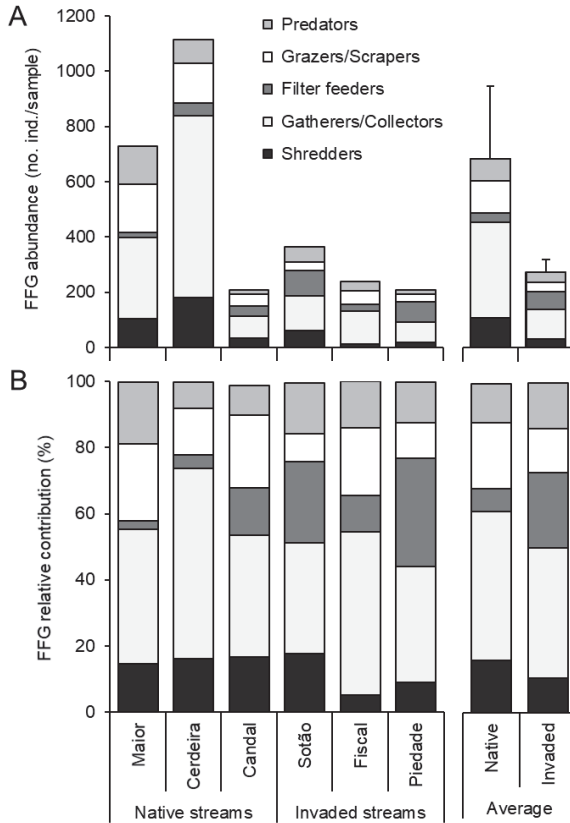 A
FFG abundance (no. ind./sample)
1200
1000
800
600
400
200
0
Predators
Grazers/Scrapers
Filter feeders
Gatherers/Collectors
Shredders
B
FFG relative contribution (%)
100
80
60
40
20
0
Maior
Cerdeira
Candal
Sotão
Fiscal
Piedade
Native
Invaded
Native streams
Invaded streams
Average